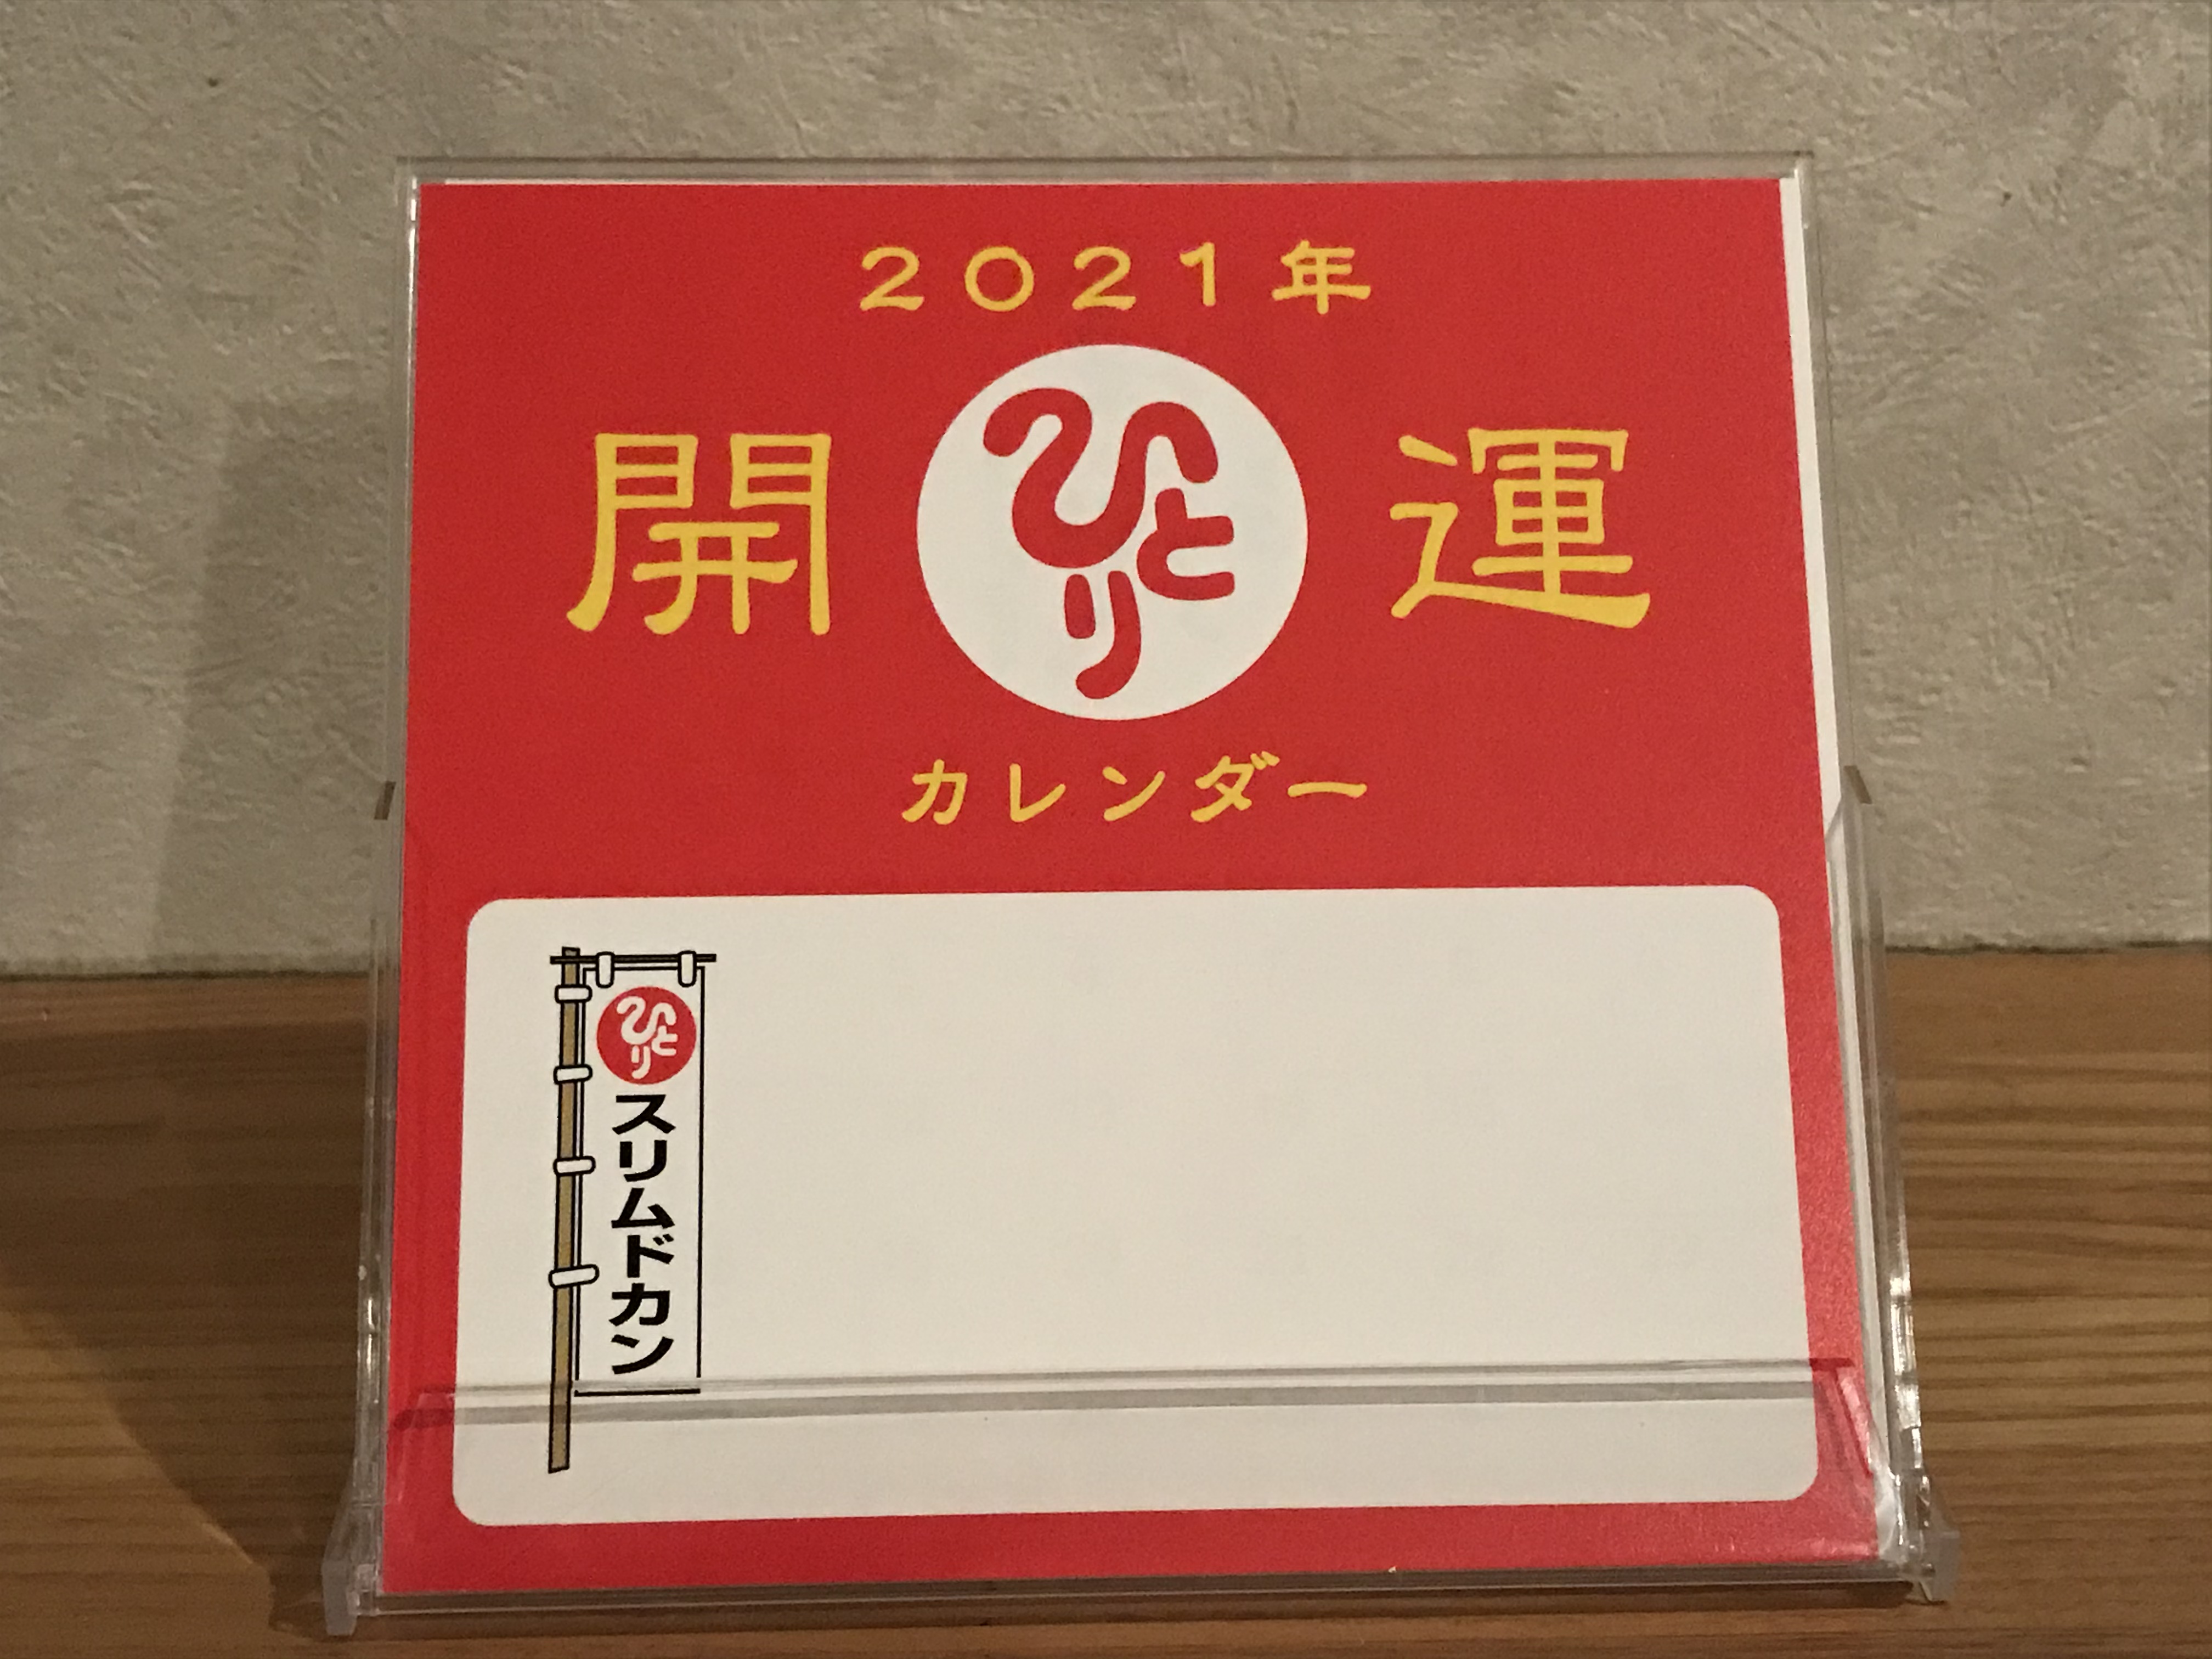 2021年
開 ひとり 運
カレンダー
ひとり
スリムドカン